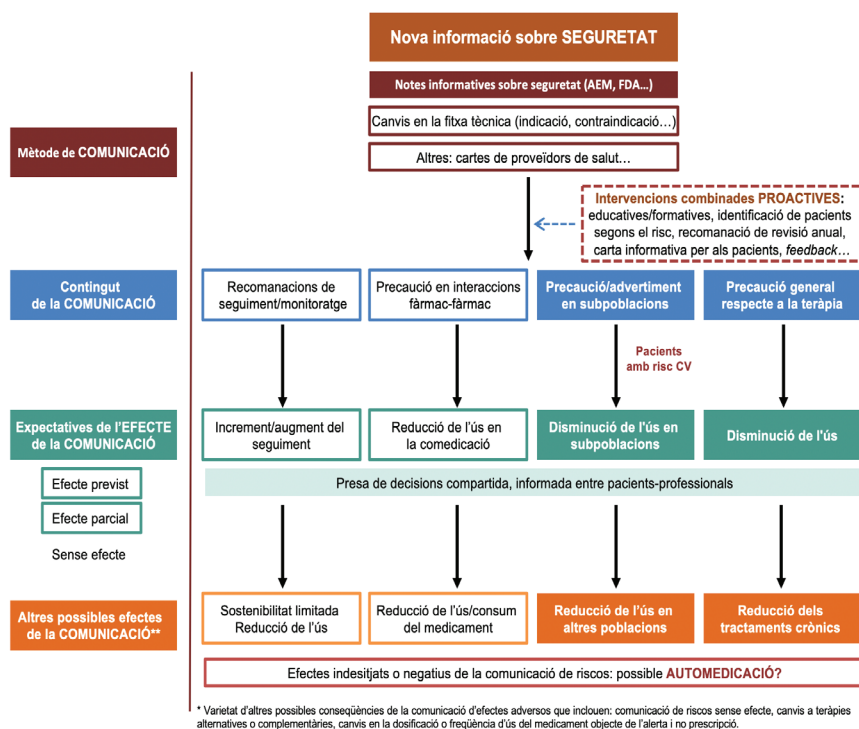 Nova informació sobre SEGURETAT
Notes informatives sobre seguretat (AEM, FDA...)
Canvis en la fitxa tècnica (indicació, contraindicació...)
Mètode de COMUNICACIÓ
Altres: cartes de proveïdors de salut...
Intervencions combinades PROACTIVES:
educatives/formatives, identificació de pacients
segons el risc, recomanació de revisió anual,
carta informativa per als pacients, feedback...
Contingut
de la COMUNICACIÓ
Recomanacions de
seguiment/monitoratge
Precaució en interaccions
fàrmac-fàrmac
Precaució/advertiment
en subpoblacions
Precaució general
respecte a la teràpia
Pacients
amb risc CV
Expectatives de l’EFECTE
de la COMUNICACIÓ
Increment/augment del
seguiment
Reducció de l’ús en
la comedicació
Disminució de l’ús en
subpoblacions
Disminució de l’ús
Efecte previst
Efecte parcial
Sense efecte
Presa de decisions compartida, informada entre pacients-professionals
Altres possibles efectes
de la COMUNICACIÓ**
Sostenibilitat limitada
Reducció de l’ús
Reducció de l’ús/consum
del medicament
Reducció de l’ús en
altres poblacions
Reducció dels
tractaments crònics
Efectes indesitjats o negatius de la comunicació de riscos: possible AUTOMEDICACIÓ?
* Varietat d’altres possibles conseqüències de la comunicació d’efectes adversos que inclouen: comunicació de riscos sense efecte, canvis a teràpies
alternatives o complementàries, canvis en la dosificació o freqüència d’ús del medicament objecte de l’alerta i no prescripció.